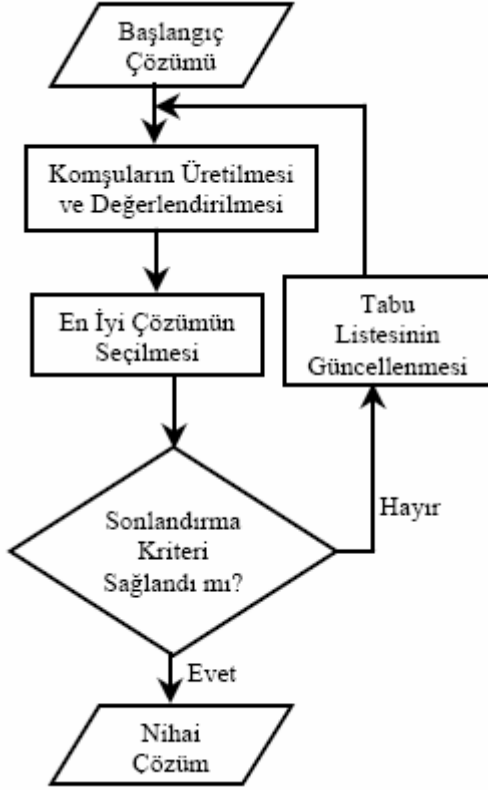 Başlangıç
Çözümü
Komşuların Üretilmesi
ve Değerlendirilmesi
En İyi Çözümün
Seçilmesi
Tabu
Listesinin
Güncellenmesi
Sonlandırma
Kriteri
Sağlandı mı?
Hayır
Evet
Nihai
Çözüm